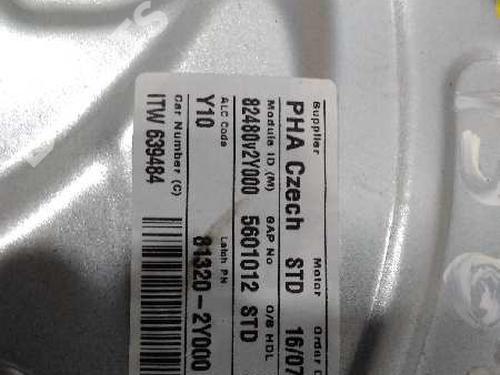 Supplier Motor Order D
PHA Czech STD 16/07
Module ID (M) GAP No O/S HDL
82480v2Y000 5601012 STD
ALC Code Latch PN
Y10 81320-2Y000
Car Number (C)
ITW 639484